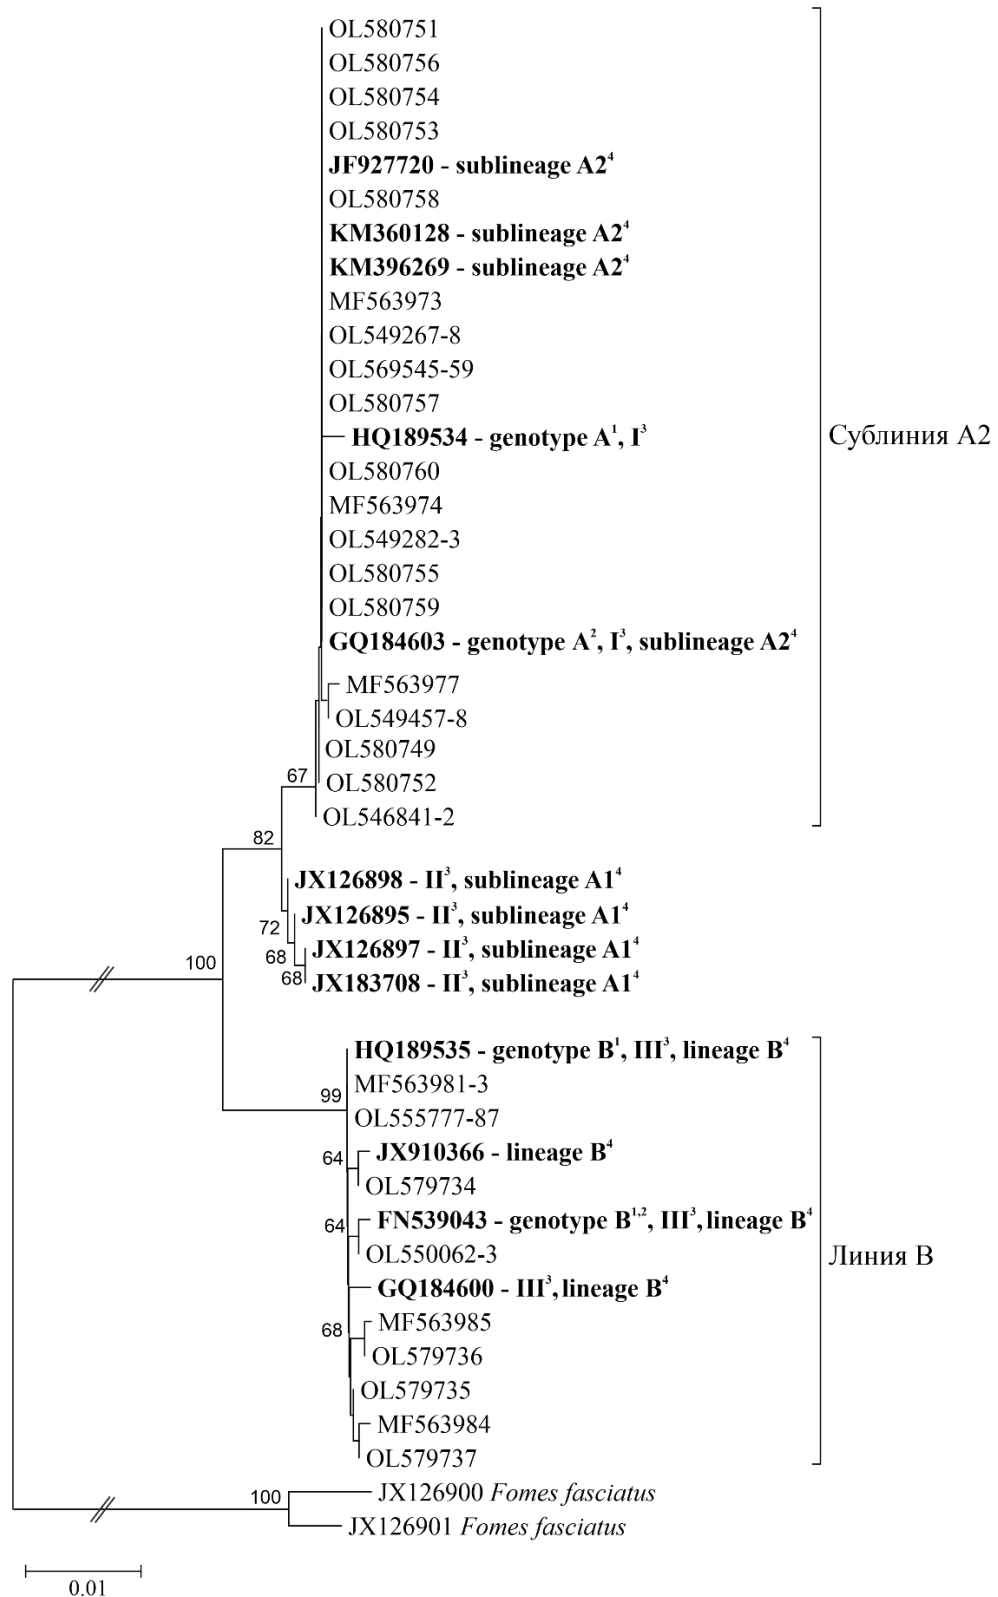 OL580751
OL580756
OL580754
OL580753
JF927720 - sublineage A2⁴
OL580758
KM360128 - sublineage A2⁴
KM396269 - sublineage A2⁴
MF563973
OL549267-8
OL569545-59
OL580757
HQ189534 - genotype A¹, I³
Сублиния А2
OL580760
MF563974
OL549282-3
OL580755
OL580759
GQ184603 - genotype A², I³, sublineage A2⁴
MF563977
OL549457-8
OL580749
67
OL580752
OL546841-2
82
JX126898 - II³, sublineage A1⁴
JX126895 - II³, sublineage A1⁴
72
JX126897 - II³, sublineage A1⁴
68
100
68
JX183708 - II³, sublineage A1⁴
HQ189535 - genotype B¹, III³, lineage B⁴
MF563981-3
99
OL555777-87
JX910366 - lineage B⁴
64
OL579734
FN539043 - genotype B¹,², III³, lineage B⁴
64
OL550062-3
Линия В
GQ184600 - III³, lineage B⁴
MF563985
68
OL579736
OL579735
MF563984
OL579737
JX126900 Fomes fasciatus
100
JX126901 Fomes fasciatus
0.01